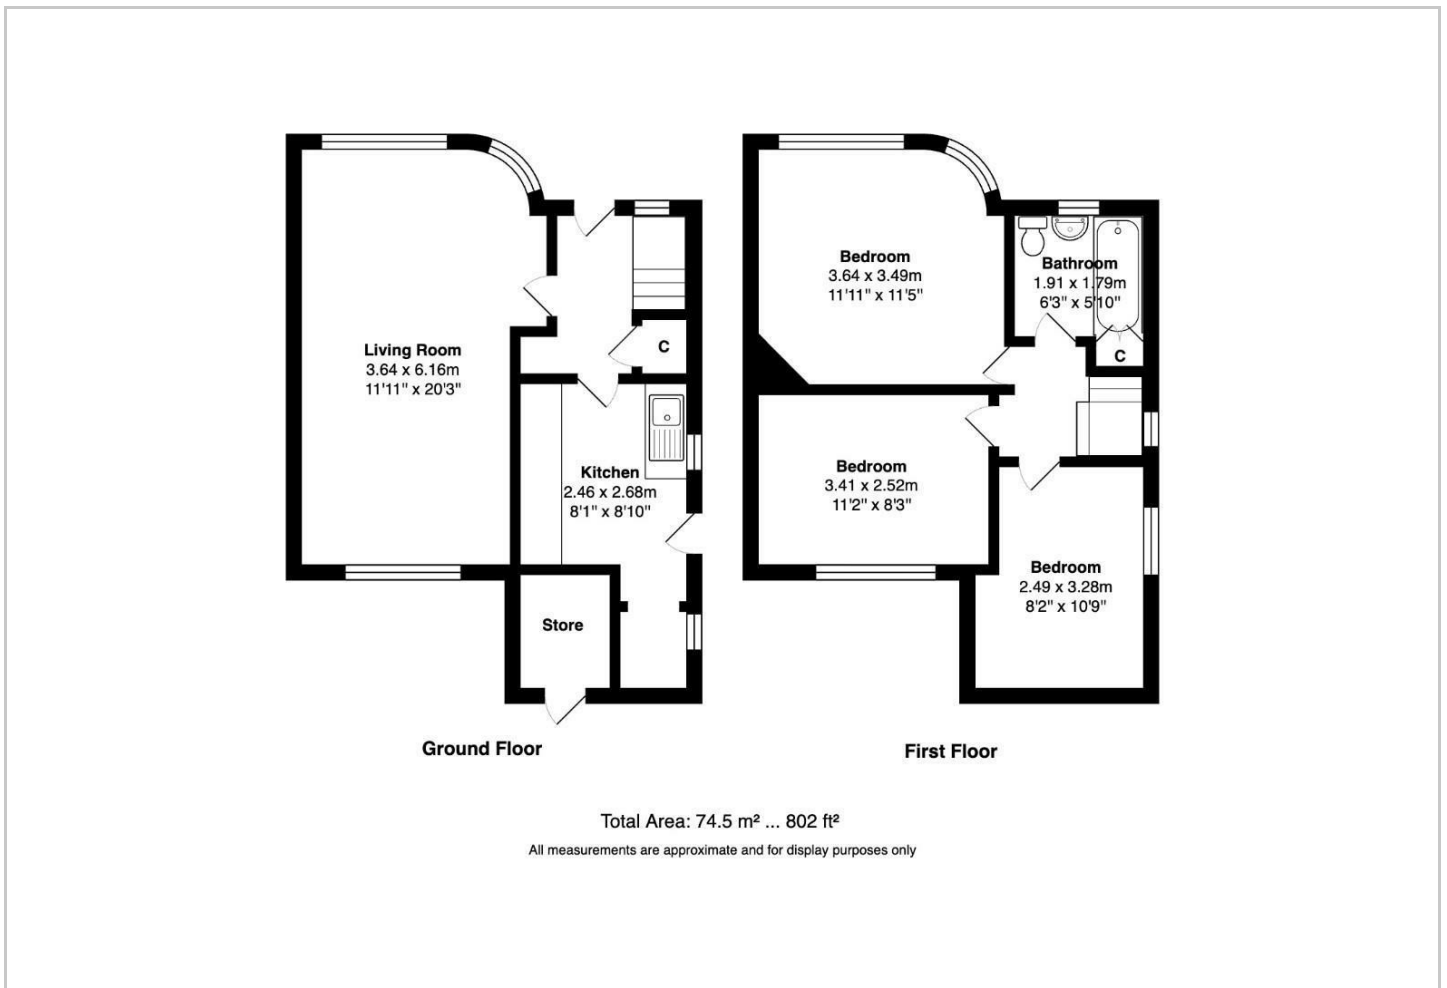 Living Room
3.64 x 6.16m
11'11" x 20'3"
C
Kitchen
2.46 x 2.68m
8'1" x 8'10"
Store
Ground Floor
Bedroom
3.64 x 3.49m
11'11" x 11'5"
Bathroom
1.91 x 1.79m
6'3" x 5'10"
C
Bedroom
3.41 x 2.52m
11'2" x 8'3"
Bedroom
2.49 x 3.28m
8'2" x 10'9"
First Floor
Total Area: 74.5 m² ... 802 ft²
All measurements are approximate and for display purposes only